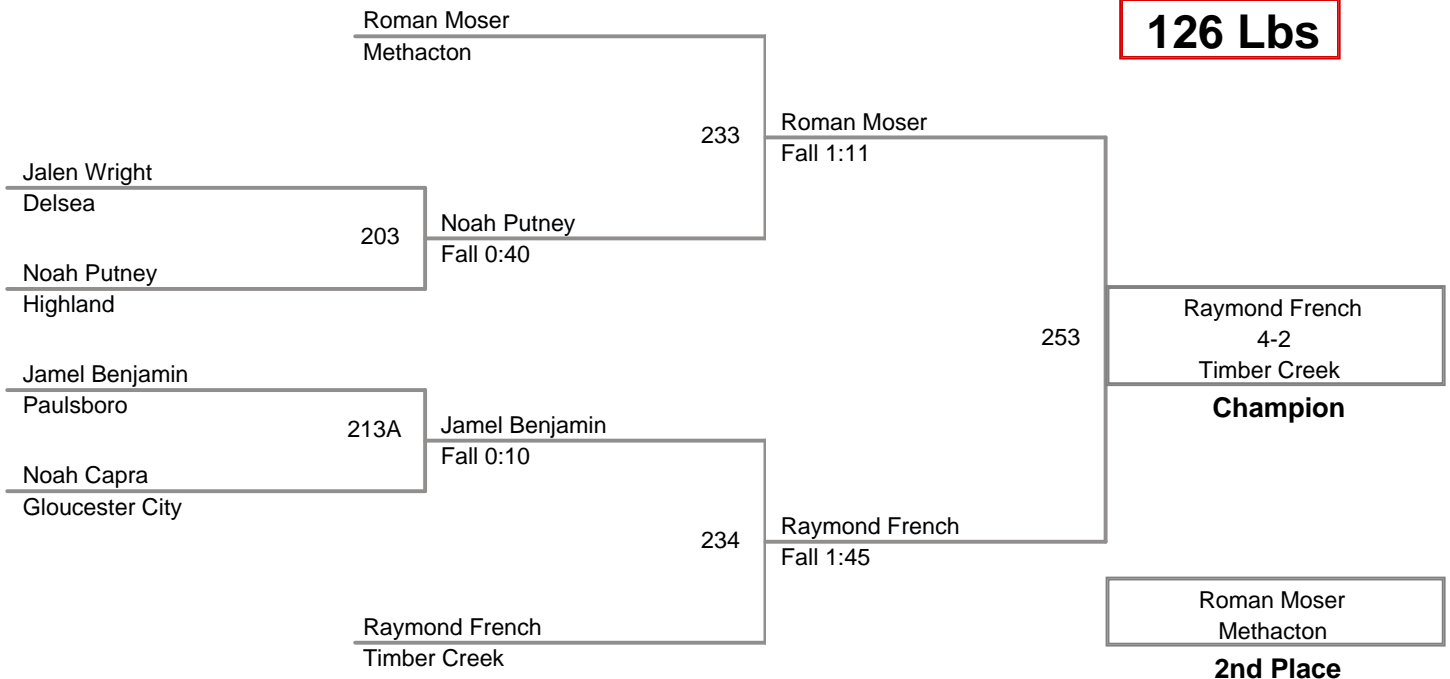 Roman Moser
Methacton
126 Lbs
233
Roman Moser
Fall 1:11
Jalen Wright
Delsea
203
Noah Putney
Fall 0:40
Noah Putney
Highland
253
Raymond French
4-2
Timber Creek
Champion
Jamel Benjamin
Paulsboro
213A
Jamel Benjamin
Fall 0:10
Noah Capra
Gloucester City
234
Raymond French
Fall 1:45
Raymond French
Timber Creek
Roman Moser
Methacton
2nd Place